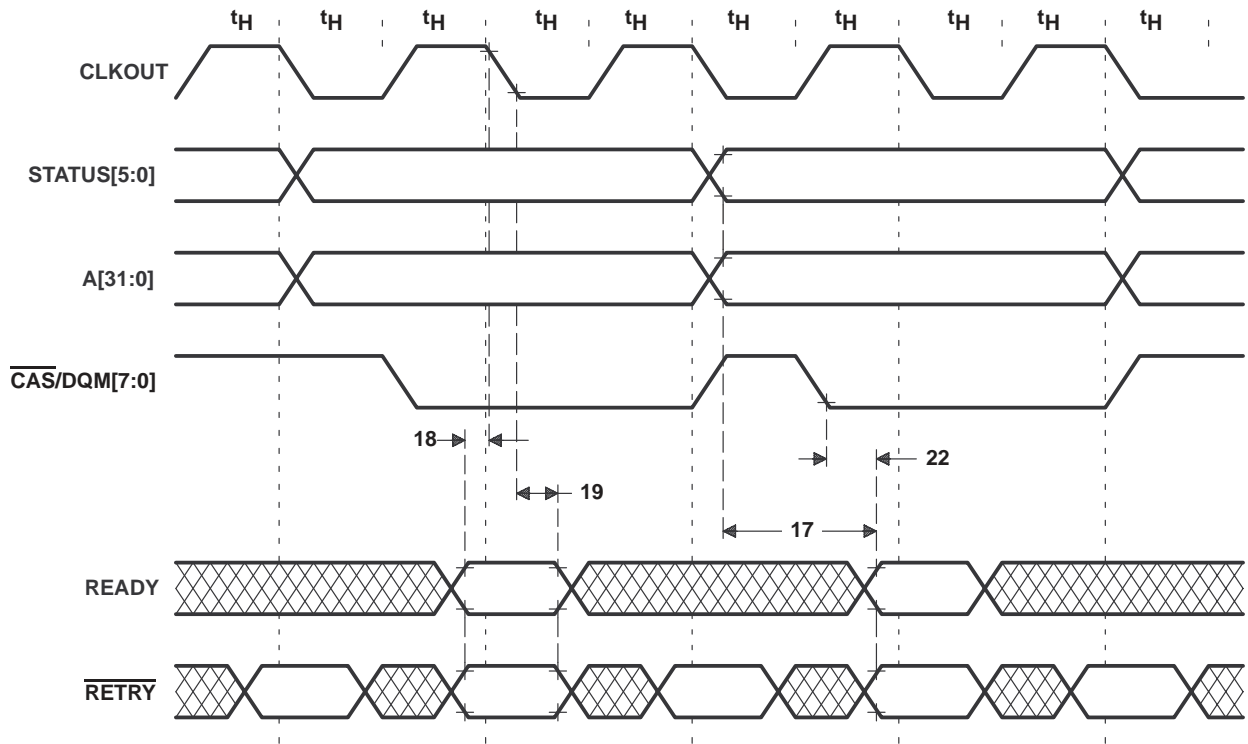 tH tH tH tH tH tH tH tH tH tH
CLKOUT
STATUS[5:0]
A[31:0]
CAS/DQM[7:0]
18
22
19
17
READY
RETRY